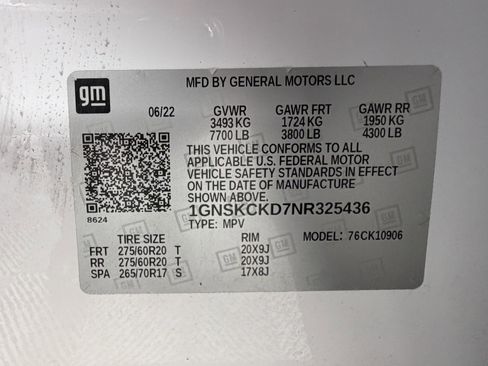 MFD BY GENERAL MOTORS LLC
gm
06/22 GVWR GAWR FRT GAWR RR
3493 KG 1724 KG 1950 KG
7700 LB 3800 LB 4300 LB
THIS VEHICLE CONFORMS TO ALL
APPLICABLE U.S. FEDERAL MOTOR
VEHICLE SAFETY STANDARDS IN EFFECT
ON THE DATE OF MANUFACTURE
SHOWN ABOVE.
8624
1GNSKCKD7NR325436
TYPE: MPV
TIRE SIZE RIM MODEL: 76CK10906
FRT 275/60R20 T 20X9J
RR 275/60R20 T 20X9J
SPA 265/70R17 S 17X8J